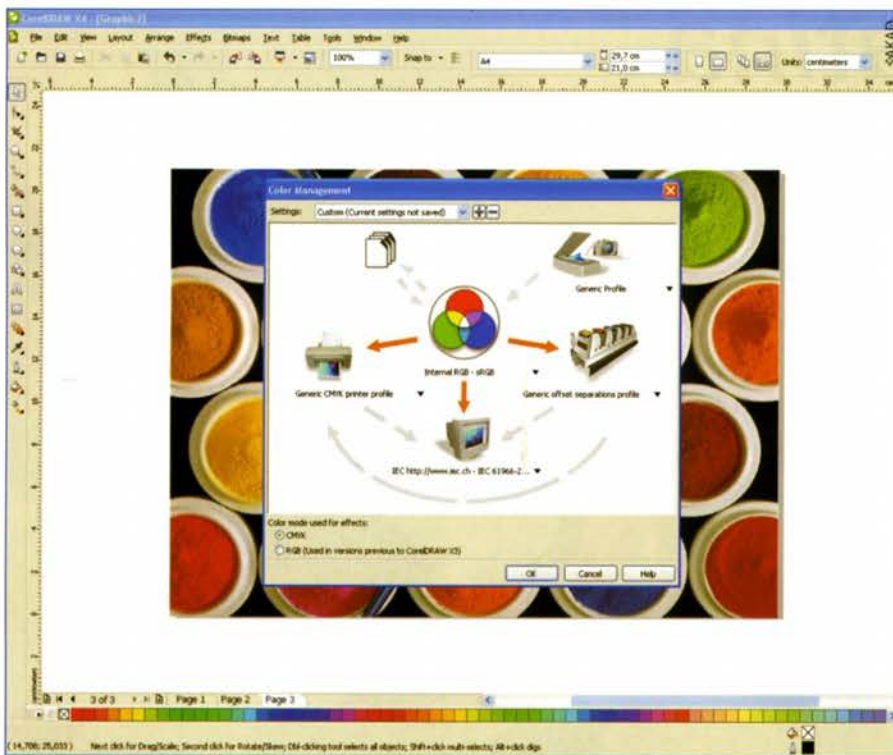 CorelDRAW X4 - [Graphic2]
File Edit View Layout Arrange Effects Bitmaps Text Table Tools Window Help
100% Snap to A4 29,7 cm 21,0 cm Units: centimeters
Color Management
Settings: Custom (Current settings not saved)
Generic Profile
Internal RGB - sRGB
Generic CMYK printer profile Generic offset separations profile
IEC http://www.iec.ch - IEC 61966-2...
Color mode used for effects:
CMYK
RGB (Used in versions previous to CorelDRAW X3)
OK Cancel Help
centimeters
3 of 3 Page 1 Page 2 Page 3
Next click for Drag/Scale; Second click for Rotate/Skew; Dbl-clicking tool selects all objects; Shift+click multi-selects; Alt+click digs